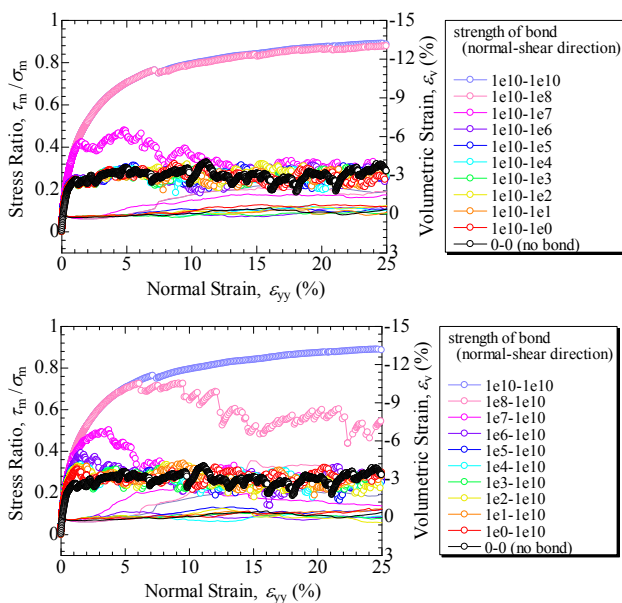 1
0.8
0.6
0.4
0.2
0
-15
-12
-9
-6
-3
0
3
0 5 10 15 20 25
Stress Ratio, τm/σm
Volumetric Strain, εv (%)
Normal Strain, εyy (%)
strength of bond
(normal-shear direction)
1e10-1e10
1e10-1e8
1e10-1e7
1e10-1e6
1e10-1e5
1e10-1e4
1e10-1e3
1e10-1e2
1e10-1e1
1e10-1e0
0-0 (no bond)
1
0.8
0.6
0.4
0.2
0
-15
-12
-9
-6
-3
0
3
0 5 10 15 20 25
Stress Ratio, τm/σm
Volumetric Strain, εv (%)
Normal Strain, εyy (%)
strength of bond
(normal-shear direction)
1e10-1e10
1e8-1e10
1e7-1e10
1e6-1e10
1e5-1e10
1e4-1e10
1e3-1e10
1e2-1e10
1e1-1e10
1e0-1e10
0-0 (no bond)